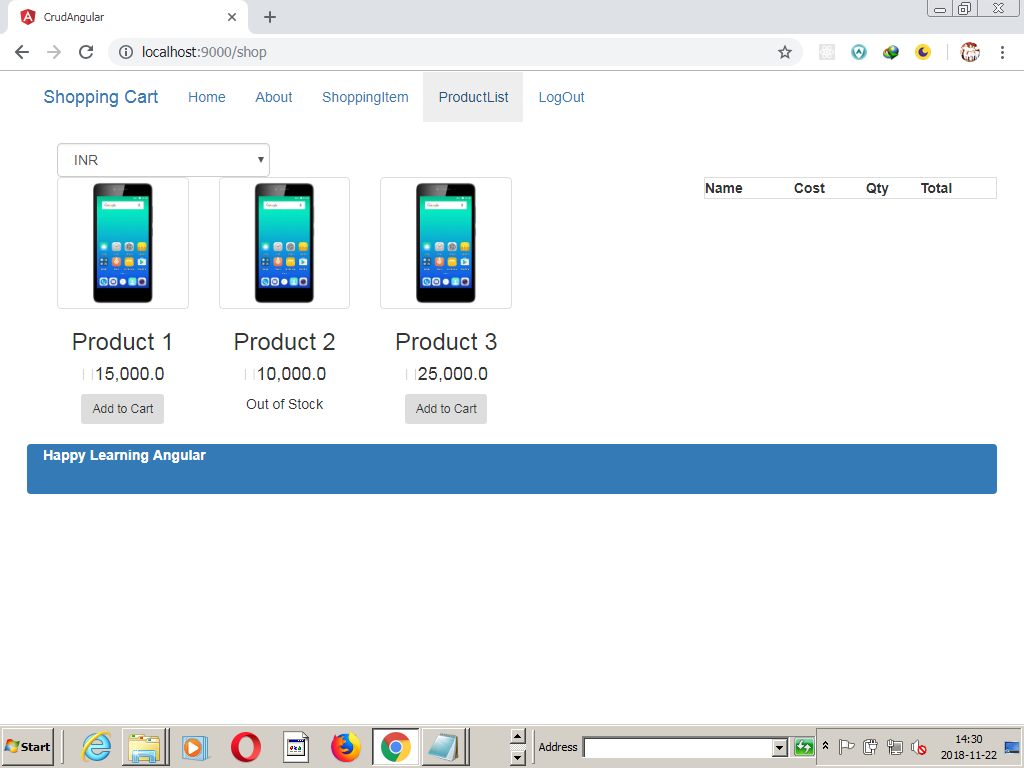 CrudAngular
localhost:9000/shop
Shopping Cart Home About ShoppingItem ProductList LogOut
INR
Name Cost Qty Total
Product 1 Product 2 Product 3
15,000.0 10,000.0 25,000.0
Add to Cart Out of Stock Add to Cart
Happy Learning Angular
Start Address 14:30
2018-11-22